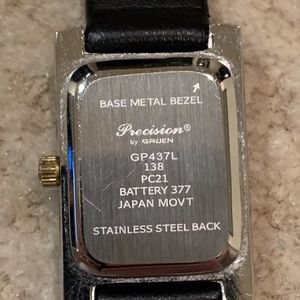 BASE METAL BEZEL
Precision®
by GRUEN
GP437L
138
PC21
BATTERY 377
JAPAN MOVT
STAINLESS STEEL BACK